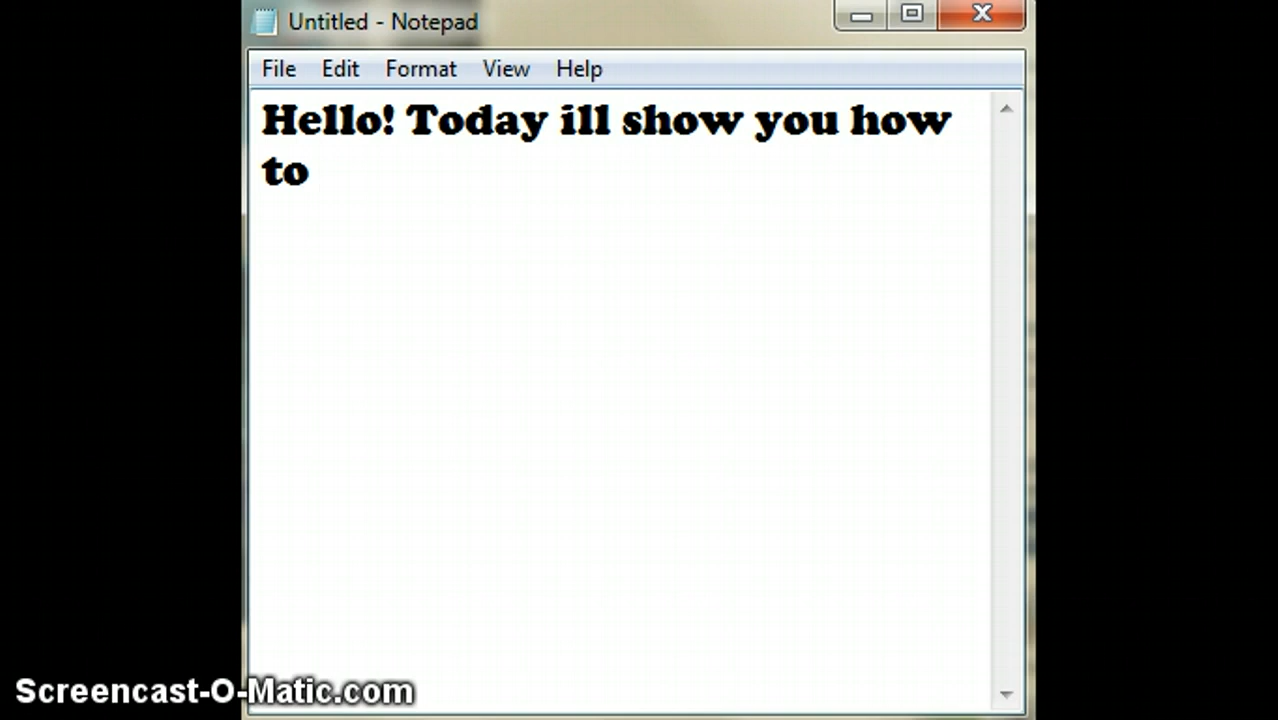 Untitled - Notepad
File Edit Format View Help
Hello! Today ill show you how
to
Screencast-O-Matic.com